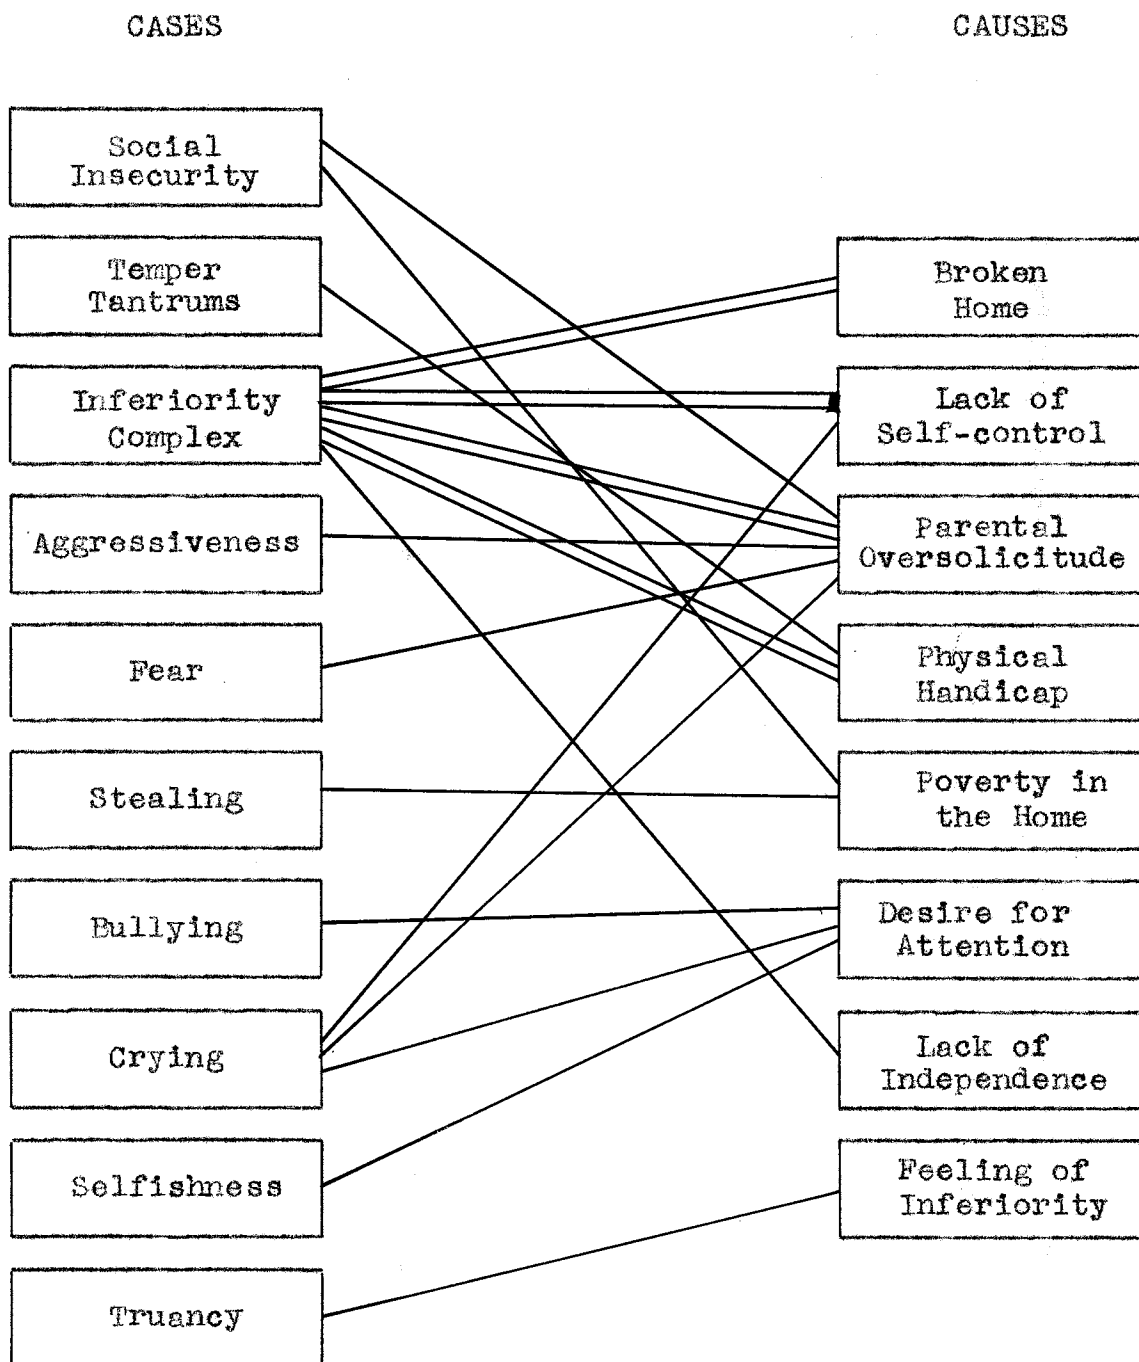 CASES
CAUSES
Social
Insecurity
Temper
Tantrums
Inferiority
Complex
Aggressiveness
Fear
Stealing
Bullying
Crying
Selfishness
Truancy
Broken
Home
Lack of
Self-control
Parental
Oversolicitude
Physical
Handicap
Poverty in
the Home
Desire for
Attention
Lack of
Independence
Feeling of
Inferiority